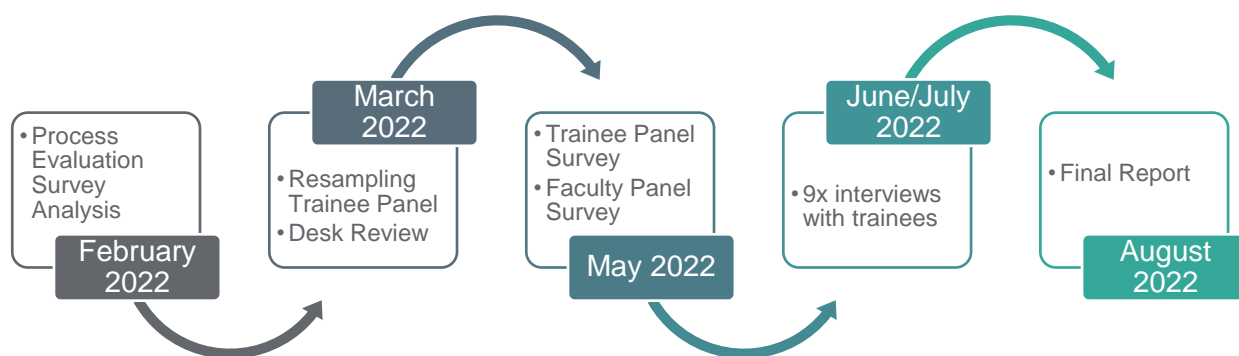 • Process
Evaluation
Survey
Analysis
February
2022
March
2022
• Resampling
Trainee Panel
• Desk Review
• Trainee Panel
Survey
• Faculty Panel
Survey
May 2022
June/July
2022
• 9x interviews
with trainees
• Final Report
August
2022